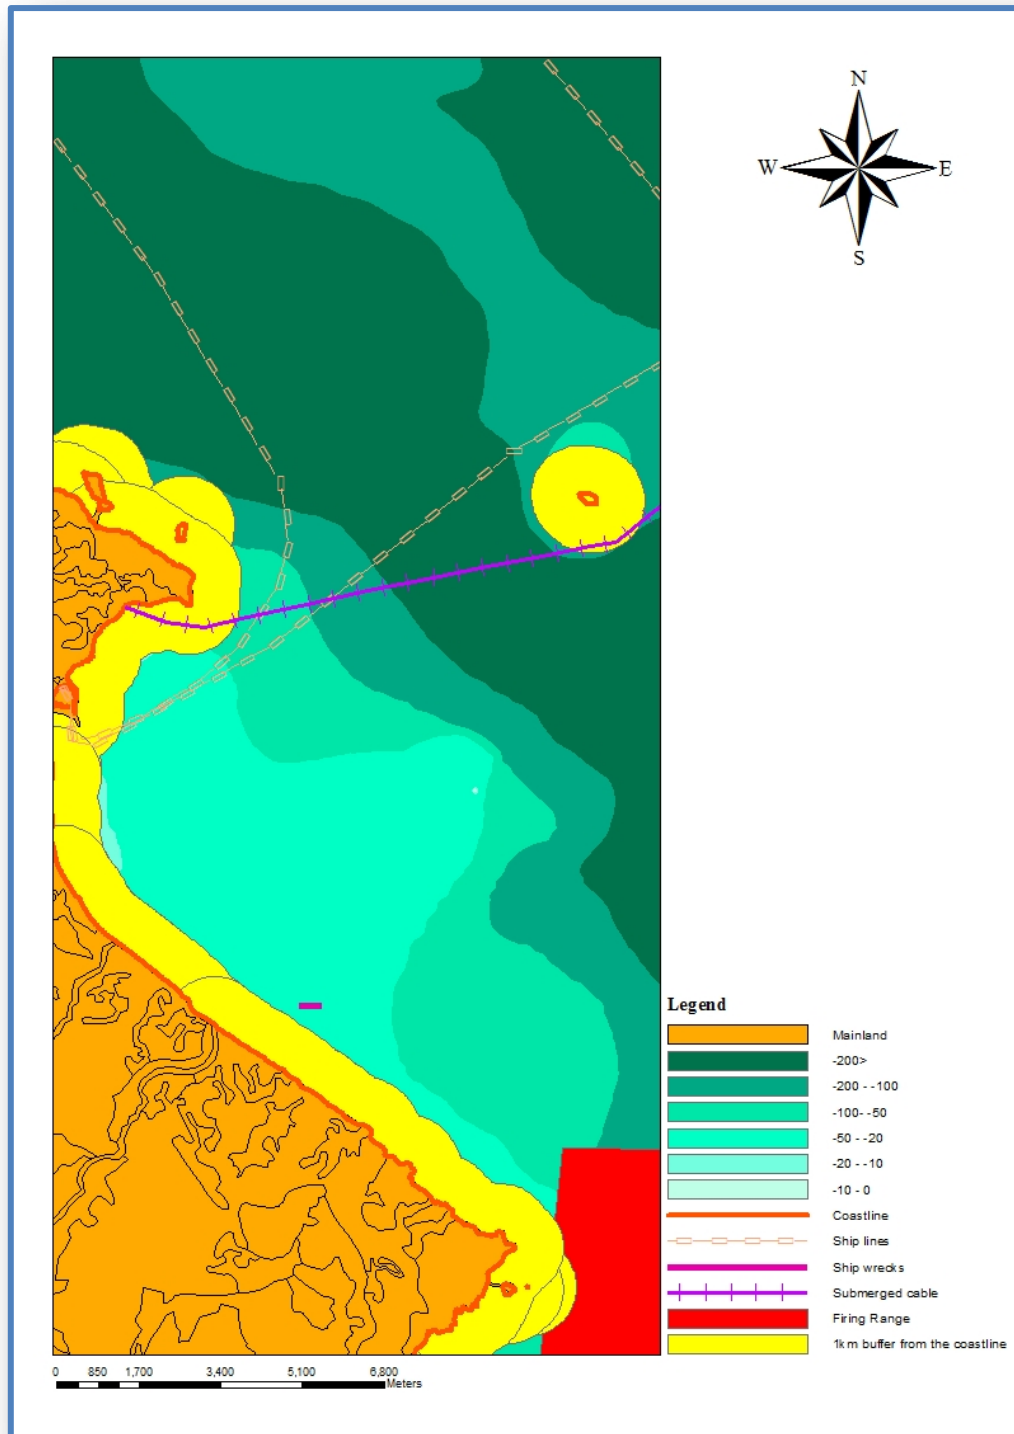 N
W E
S
Legend
Mainland
-200>
-200 - -100
-100- -50
-50 - -20
-20 - -10
-10 - 0
Coastline
Ship lines
Ship wrecks
Submerged cable
Firing Range
1km buffer from the coastline
0 850 1,700 3,400 5,100 6,800
Meters